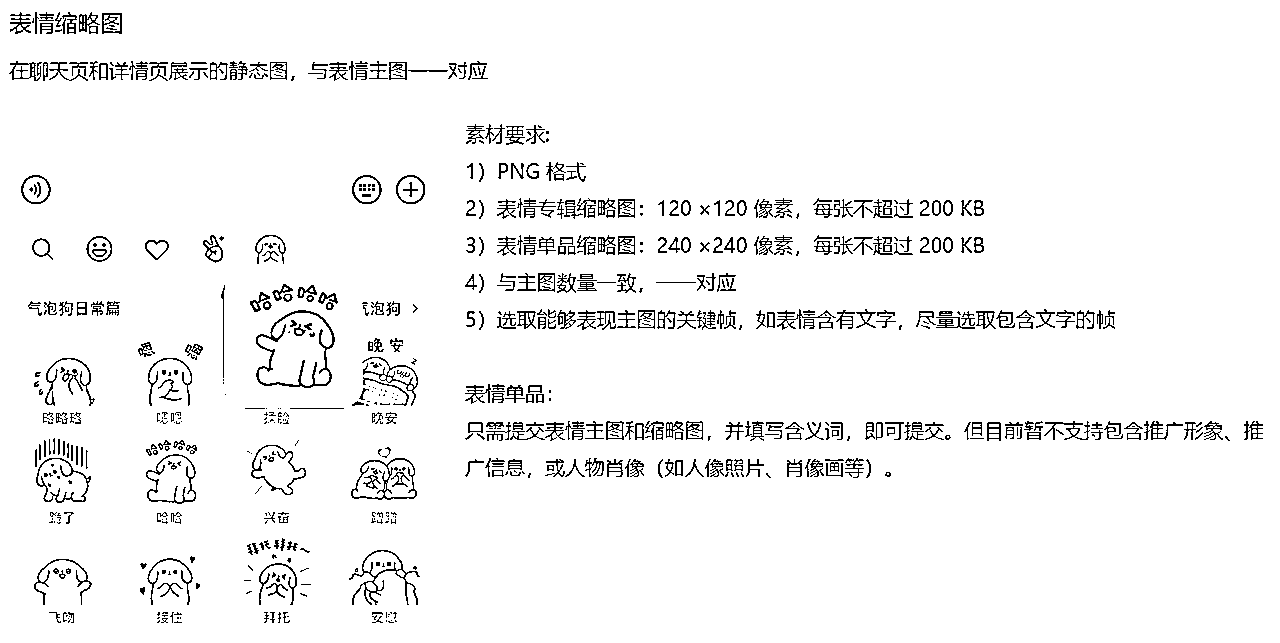 表情缩略图
在聊天页和详情页展示的静态图，与表情主图一一对应
素材要求:
1）PNG 格式
2）表情专辑缩略图：120 ×120 像素，每张不超过 200 KB
3）表情单品缩略图：240 ×240 像素，每张不超过 200 KB
4）与主图数量一致，一一对应
5）选取能够表现主图的关键帧，如表情含有文字，尽量选取包含文字的帧
表情单品：
只需提交表情主图和缩略图，并填写含义词，即可提交。但目前暂不支持包含推广形象、推
广信息，或人物肖像（如人像照片、肖像画等）。
气泡狗日常篇
哈哈哈哈
气泡狗 >
嗯 嗯
晚安
咯咯咯
嗯嗯
揉脸
晚安
哈哈哈哈
哈哈
兴奋
蹭蹭
拜托拜托~
飞吻
接住
拜托
安慰